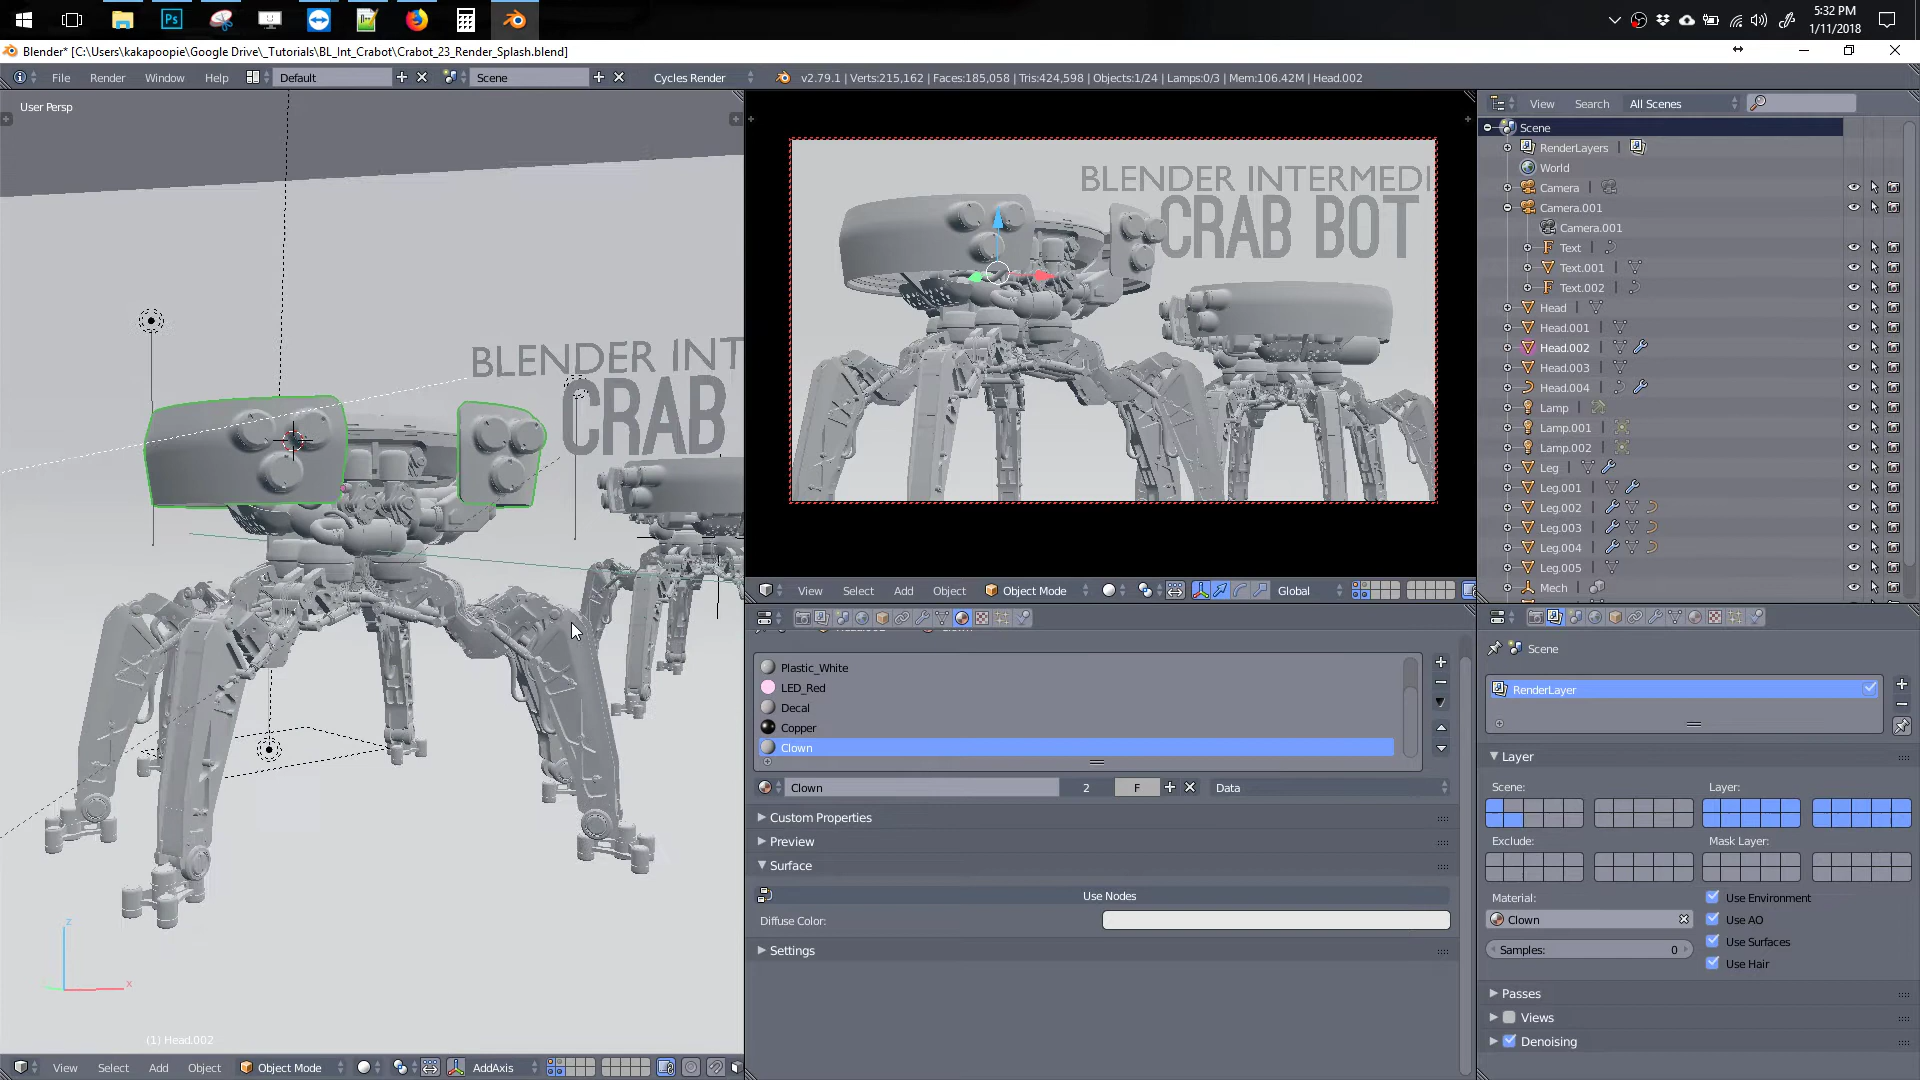 5:32 PM
1/11/2018
Blender* [C:\Users\kakapoopie\Google Drive\_Tutorials\BL_Int_Crabot\Crabot_23_Render_Splash.blend]
File Render Window Help Default Scene Cycles Render v2.79.1 | Verts:215,162 | Faces:185,058 | Tris:424,598 | Objects:1/24 | Lamps:0/3 | Mem:106.42M | Head.002
User Persp
BLENDER INT
CRAB
(1) Head.002
View Select Add Object Object Mode AddAxis
z
x
BLENDER INTERMEDI
CRAB BOT
View Select Add Object Object Mode Global
Plastic_White
LED_Red
Decal
Copper
Clown
Clown 2 F Data
Custom Properties
Preview
Surface
Use Nodes
Diffuse Color:
Settings
View Search All Scenes
Scene
RenderLayers
World
Camera
Camera.001
Camera.001
Text
Text.001
Text.002
Head
Head.001
Head.002
Head.003
Head.004
Lamp
Lamp.001
Lamp.002
Leg
Leg.001
Leg.002
Leg.003
Leg.004
Leg.005
Mech
Scene
RenderLayer
Layer
Scene: Layer:
Exclude: Mask Layer:
Material:
Clown
Samples: 0
Use Environment
Use AO
Use Surfaces
Use Hair
Passes
Views
Denoising